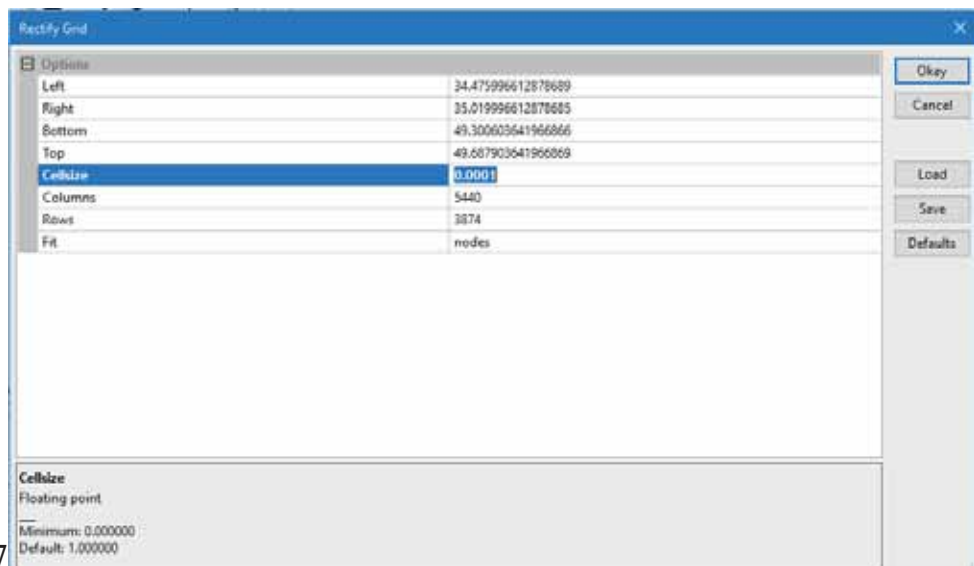 Rectify Grid
Options
Left 34.475996612878689
Right 35.019996612878685
Bottom 49.300603641966866
Top 49.687903641966869
Cellsize 0.0001
Columns 5440
Rows 3874
Fit nodes
Okay
Cancel
Load
Save
Defaults
Cellsize
Floating point
__
Minimum: 0.000000
Default: 1.000000
7